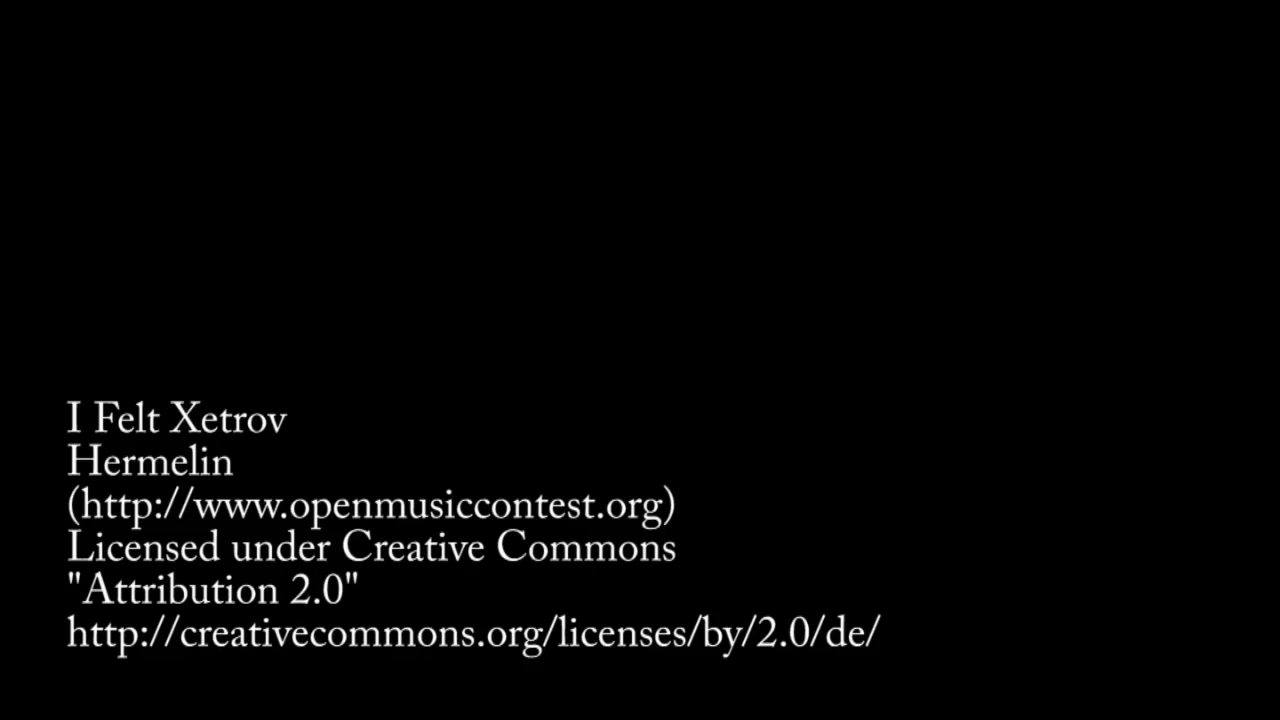 I Felt Xetrov
Hermelin
(http://www.openmusiccontest.org)
Licensed under Creative Commons
"Attribution 2.0"
http://creativecommons.org/licenses/by/2.0/de/